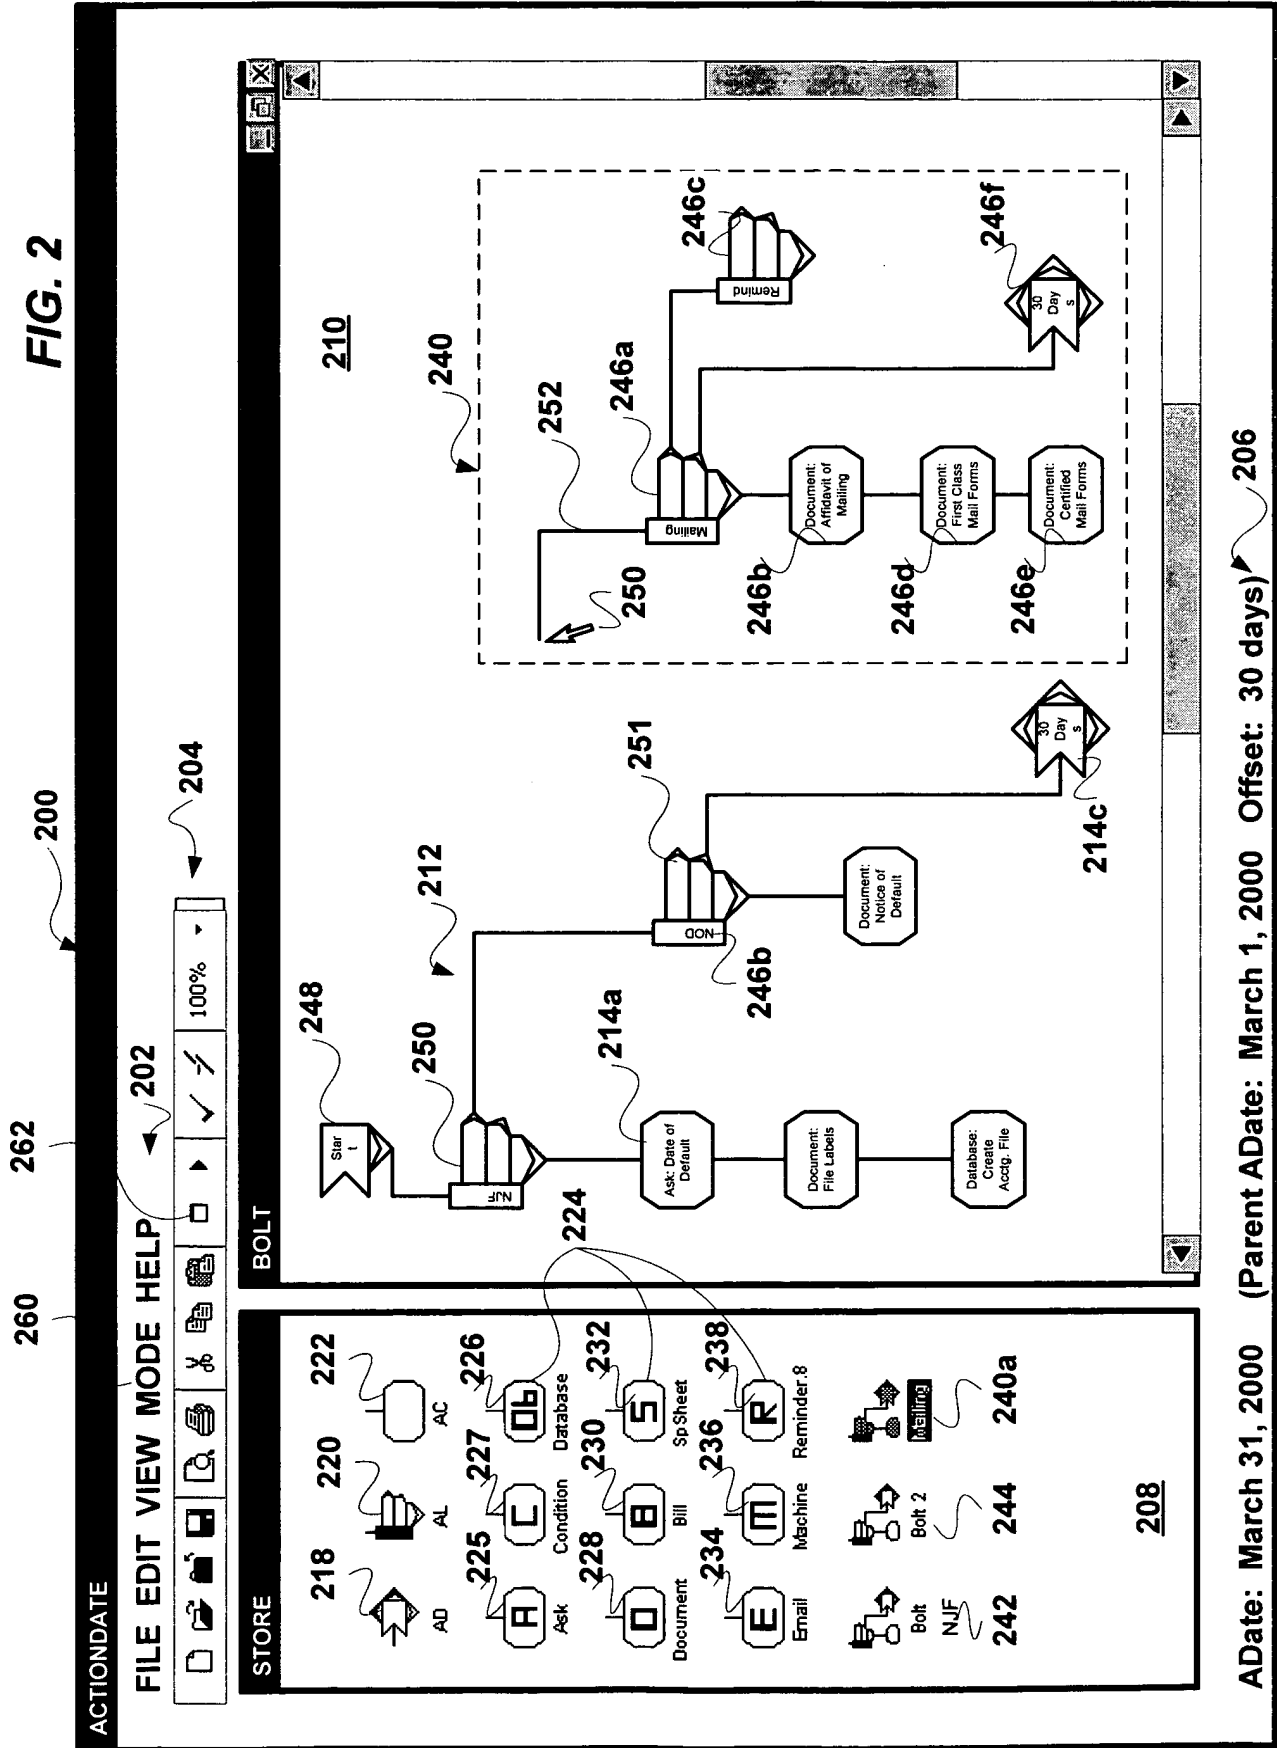 FIG. 2
260
262
200
ACTIONDATE
FILE EDIT VIEW MODE HELP
202
204
100%
STORE
218
220
222
AD
AL
AC
225
227
226
A
C
Db
Ask
Condition
Database
228
230
232
D
B
S
Document
Bill
SpSheet
234
236
238
E
M
R
Email
Machine
Reminder.8
224
Bolt
Bolt 2
Mailing
NJF
242
244
240a
208
BOLT
248
Star
t
250
NJF
212
214a
Ask: Date of
Default
Document:
File Labels
Database:
Create
Acctg. File
251
NOD
246b
Document:
Notice of
Default
30
Day
s
214c
210
240
252
250
246a
Mailing
246c
Remind
246b
Document:
Affidavit of
Mailing
246d
Document:
First Class
Mail Forms
246e
Document:
Certified
Mail Forms
246f
30
Day
s
ADate: March 31, 2000 (Parent ADate: March 1, 2000 Offset: 30 days)
206